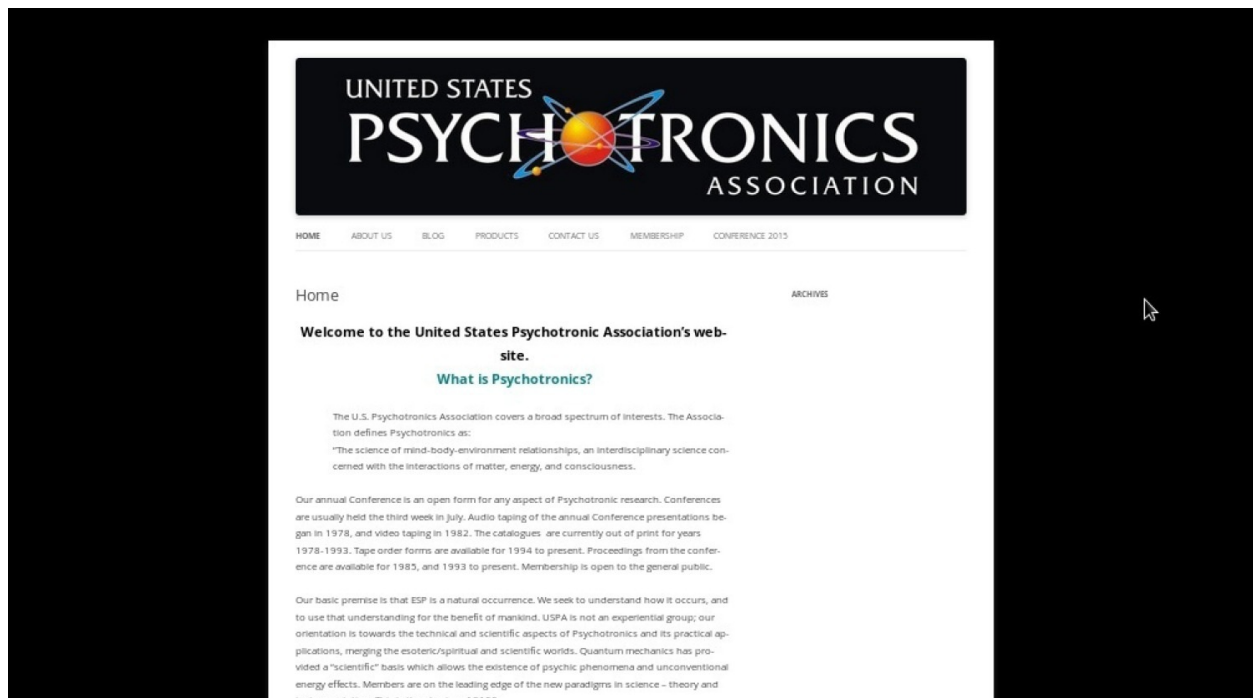 UNITED STATES
PSYCHOTRONICS
ASSOCIATION
HOME ABOUT US BLOG PRODUCTS CONTACT US MEMBERSHIP CONFERENCE 2015
Home
ARCHIVES
Welcome to the United States Psychotronic Association's web-
site.
What is Psychotronics?
The U.S. Psychotronics Association covers a broad spectrum of interests. The Associa-
tion defines Psychotronics as:
"The science of mind-body-environment relationships, an interdisciplinary science con-
cerned with the interactions of matter, energy, and consciousness.
Our annual Conference is an open form for any aspect of Psychotronic research. Conferences
are usually held the third week in July. Audio taping of the annual Conference presentations be-
gan in 1978, and video taping in 1982. The catalogues are currently out of print for years
1978-1993. Tape order forms are available for 1994 to present. Proceedings from the confer-
ence are available for 1985, and 1993 to present. Membership is open to the general public.
Our basic premise is that ESP is a natural occurrence. We seek to understand how it occurs, and
to use that understanding for the benefit of mankind. USPA is not an experiential group; our
orientation is towards the technical and scientific aspects of Psychotronics and its practical ap-
plications, merging the esoteric/spiritual and scientific worlds. Quantum mechanics has pro-
vided a "scientific" basis which allows the existence of psychic phenomena and unconventional
energy effects. Members are on the leading edge of the new paradigms in science – theory and